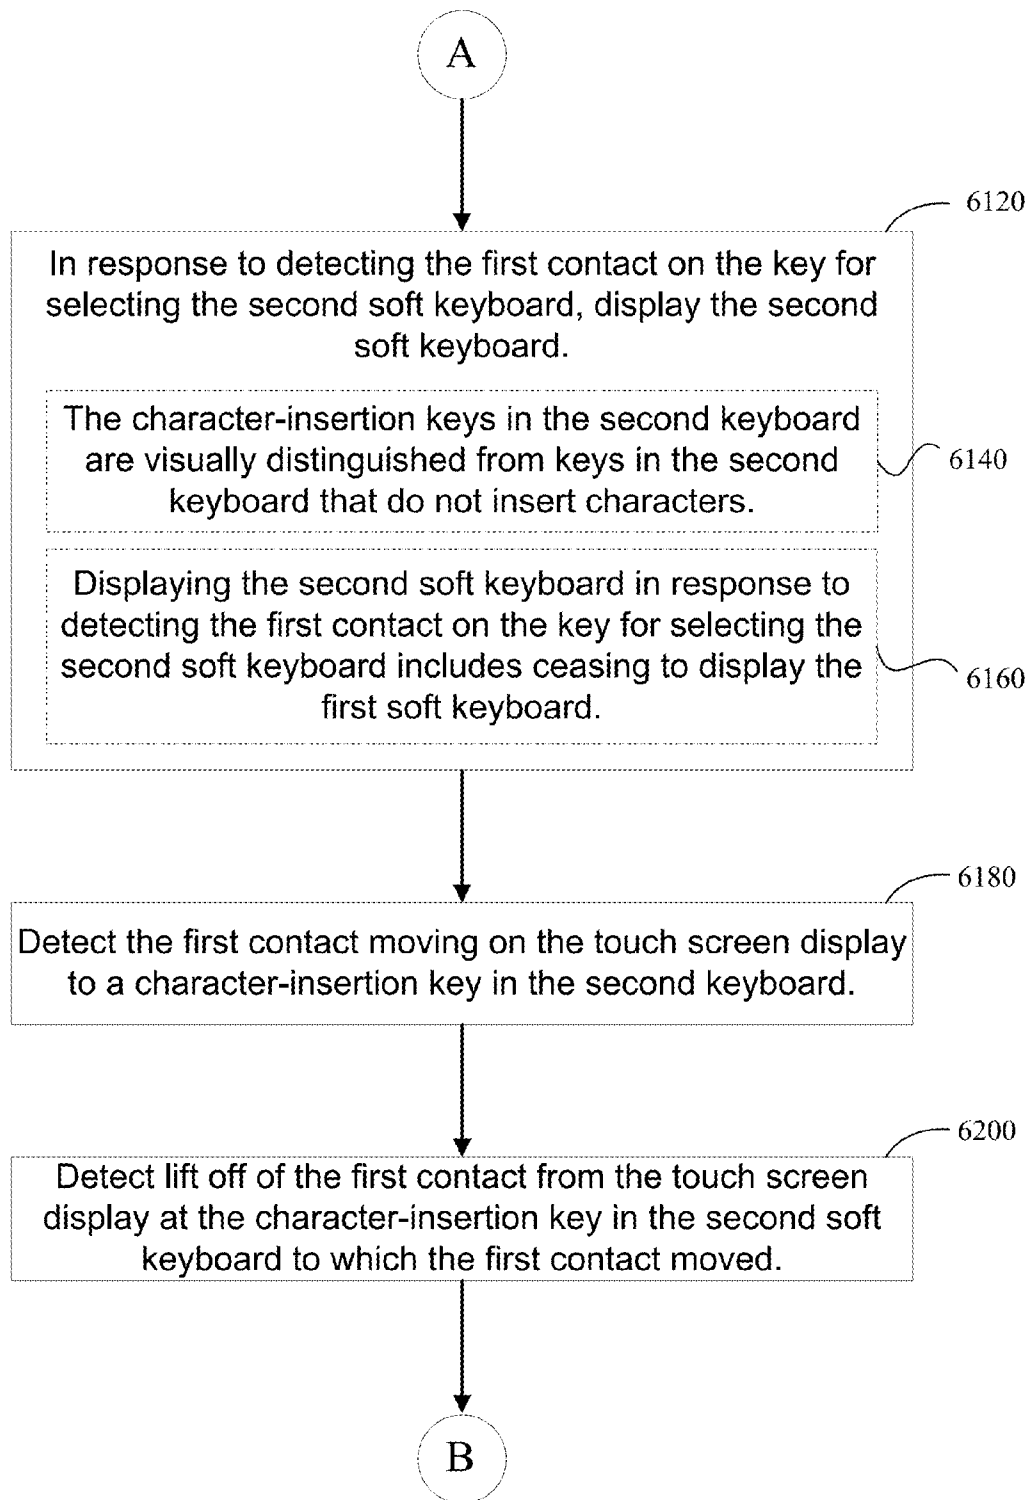 A
6120
In response to detecting the first contact on the key for
selecting the second soft keyboard, display the second
soft keyboard.
The character-insertion keys in the second keyboard
are visually distinguished from keys in the second
keyboard that do not insert characters.
6140
Displaying the second soft keyboard in response to
detecting the first contact on the key for selecting the
second soft keyboard includes ceasing to display the
first soft keyboard.
6160
6180
Detect the first contact moving on the touch screen display
to a character-insertion key in the second keyboard.
6200
Detect lift off of the first contact from the touch screen
display at the character-insertion key in the second soft
keyboard to which the first contact moved.
B